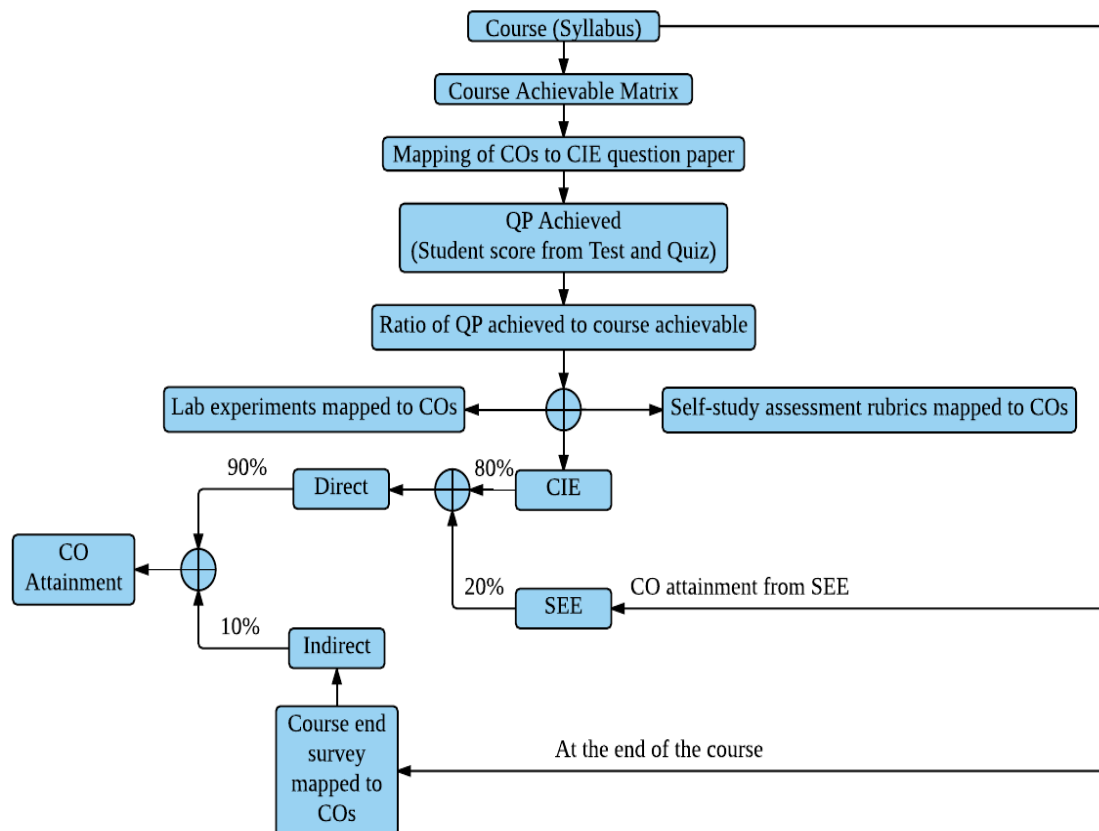 Course (Syllabus)
Course Achievable Matrix
Mapping of COs to CIE question paper
QP Achieved
(Student score from Test and Quiz)
Ratio of QP achieved to course achievable
Lab experiments mapped to COs
Self-study assessment rubrics mapped to COs
90%
Direct
80%
CIE
CO
Attainment
20%
SEE
CO attainment from SEE
10%
Indirect
Course end
survey
mapped to
COs
At the end of the course